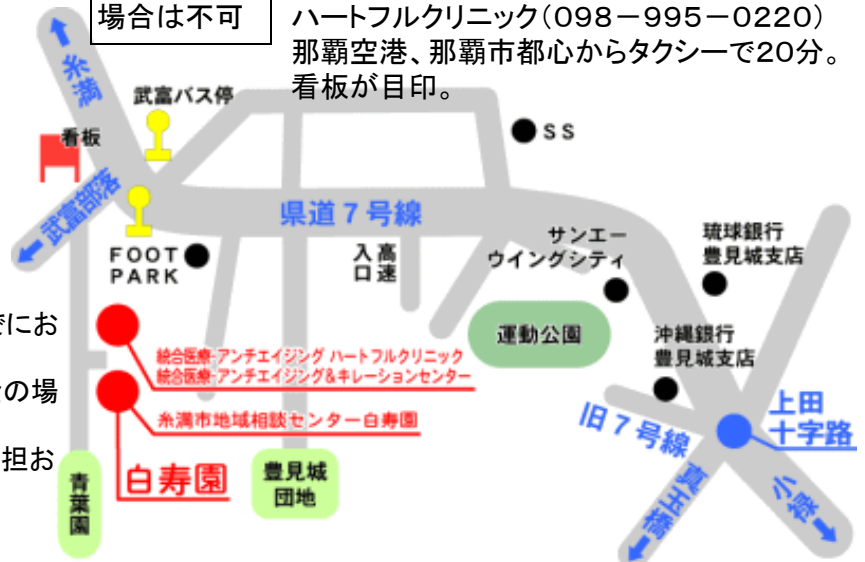 場合は不可
ハートフルクリニック(098-995-0220)
那覇空港、那覇市都心からタクシーで20分。
看板が目印。
糸満
武富バス停
看板
SS
武富部落
県道7号線
FOOT
PARK
高速
入口
サンエー
ウイングシティ
琉球銀行
豊見城支店
運動公園
沖縄銀行
豊見城支店
にお
統合医療・アンチエイジング ハートフルクリニック
統合医療・アンチエイジング&キレーションセンター
の場
糸満市地域相談センター白寿園
旧7号線
上田
十字路
担お
白寿園
青葉園
豊見城
団地
真玉橋
小禄